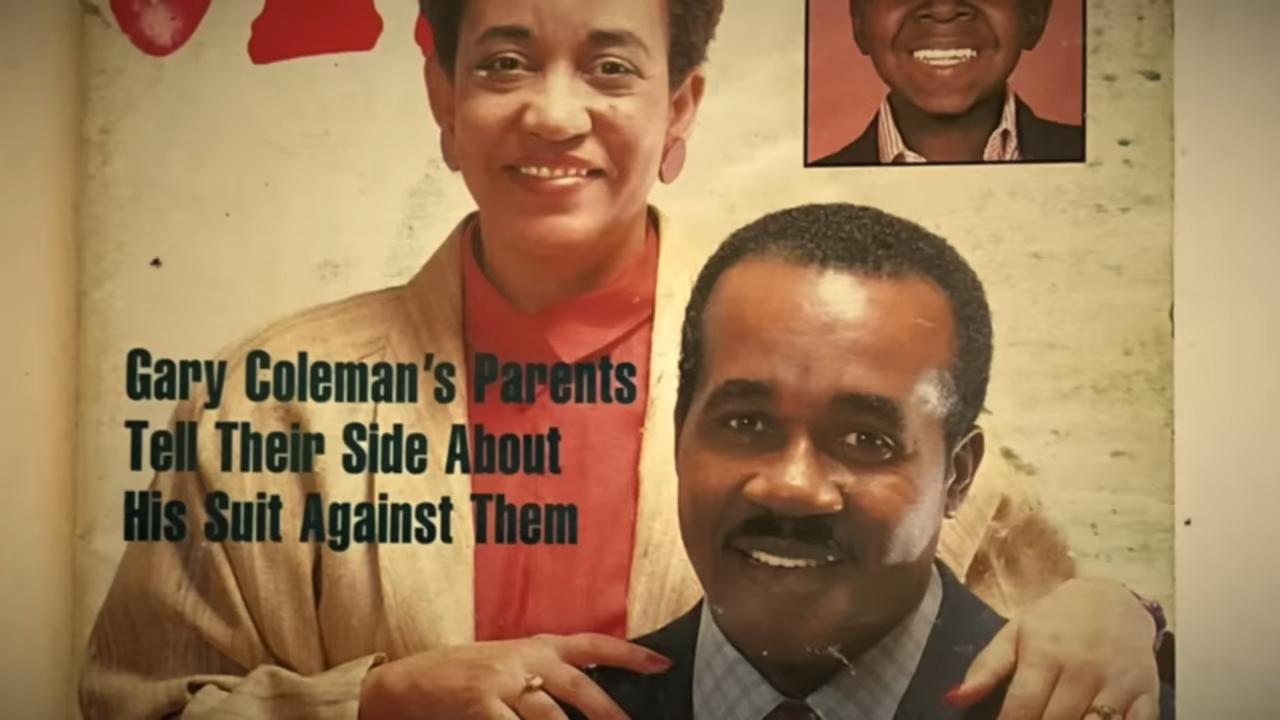 Gary Coleman's Parents
Tell Their Side About
His Suit Against Them